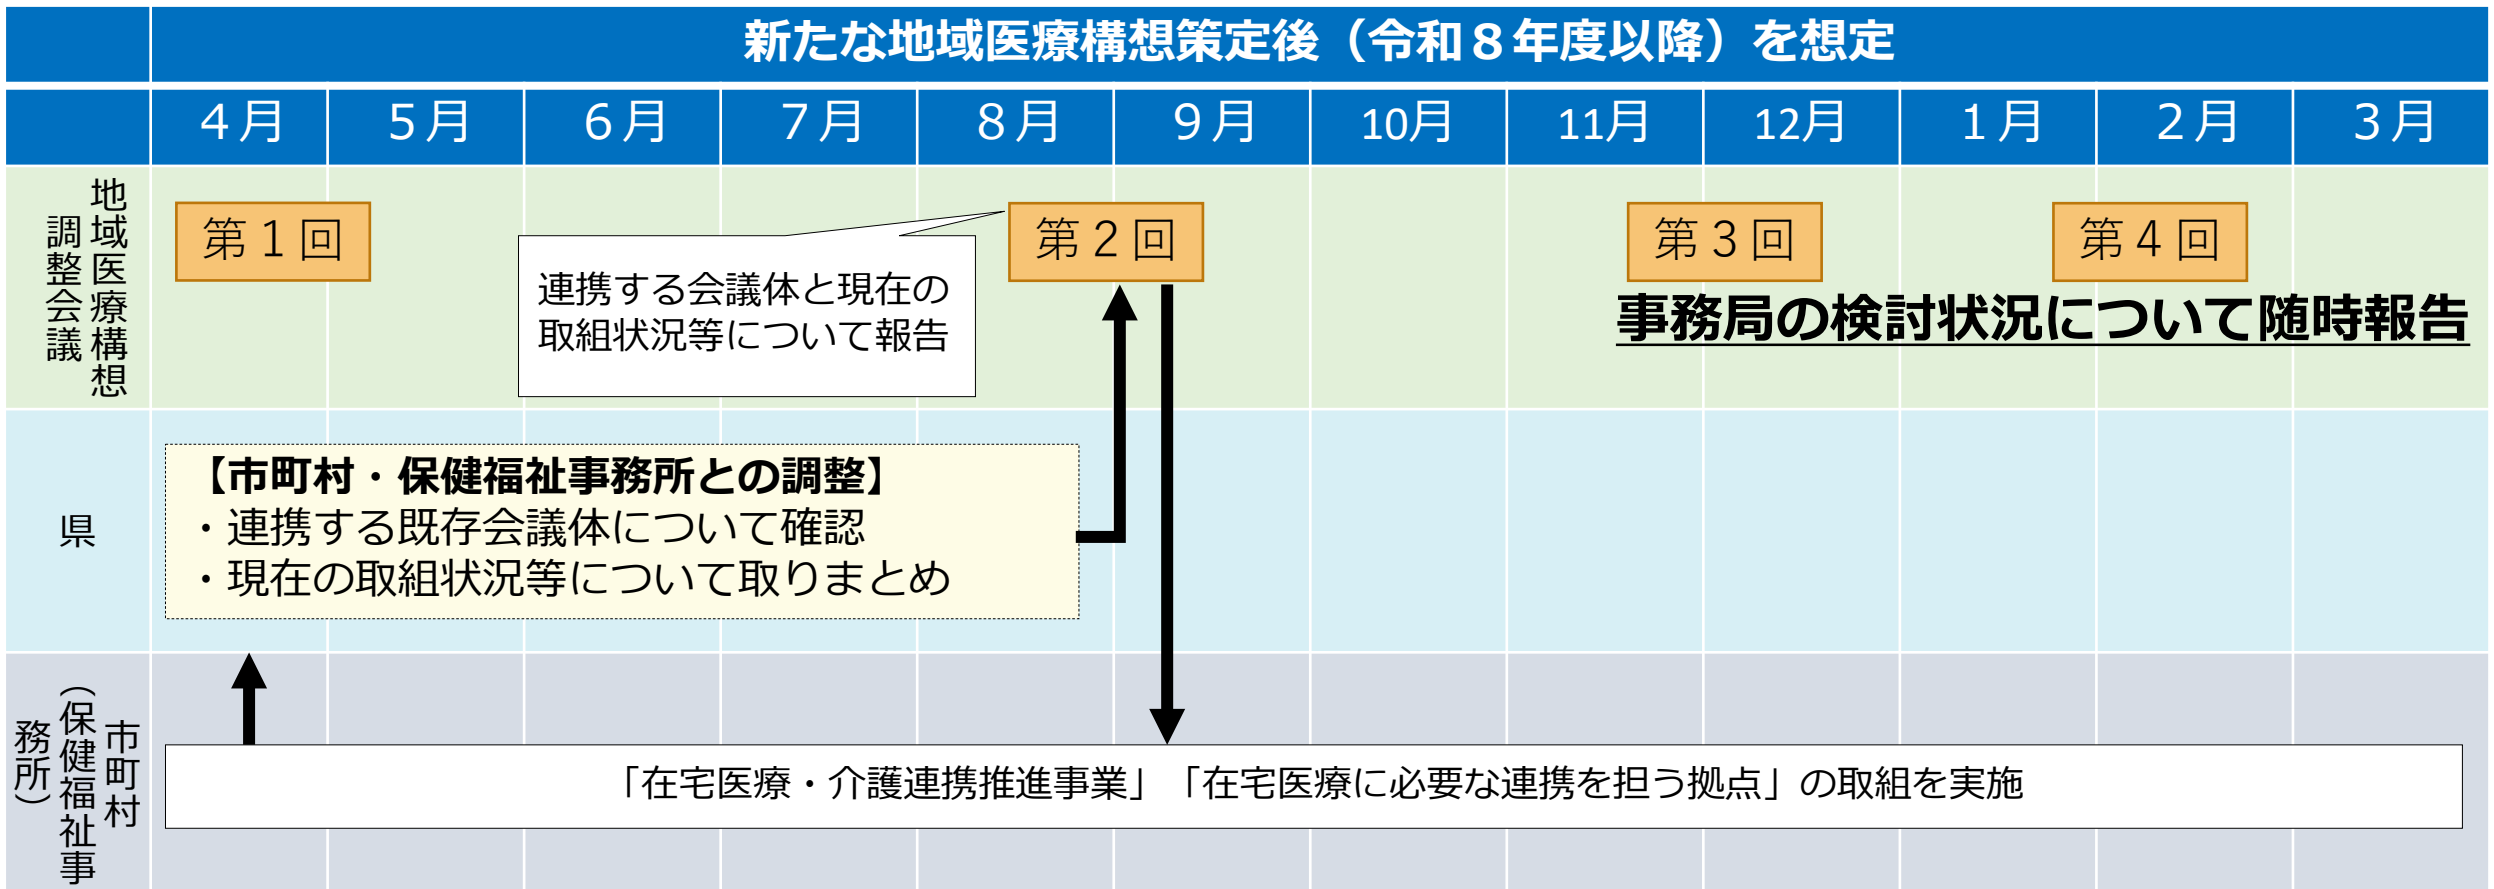 新たな地域医療構想策定後（令和８年度以降）を想定
４月 ５月 ６月 ７月 ８月 ９月 10月 11月 12月 １月 ２月 ３月
地域医療構想
調整会議
第１回
第２回
第３回
第４回
連携する会議体と現在の
取組状況等について報告
事務局の検討状況について随時報告
県
【市町村・保健福祉事務所との調整】
・連携する既存会議体について確認
・現在の取組状況等について取りまとめ
市町村
（保健福祉事
務所）
「在宅医療・介護連携推進事業」「在宅医療に必要な連携を担う拠点」の取組を実施